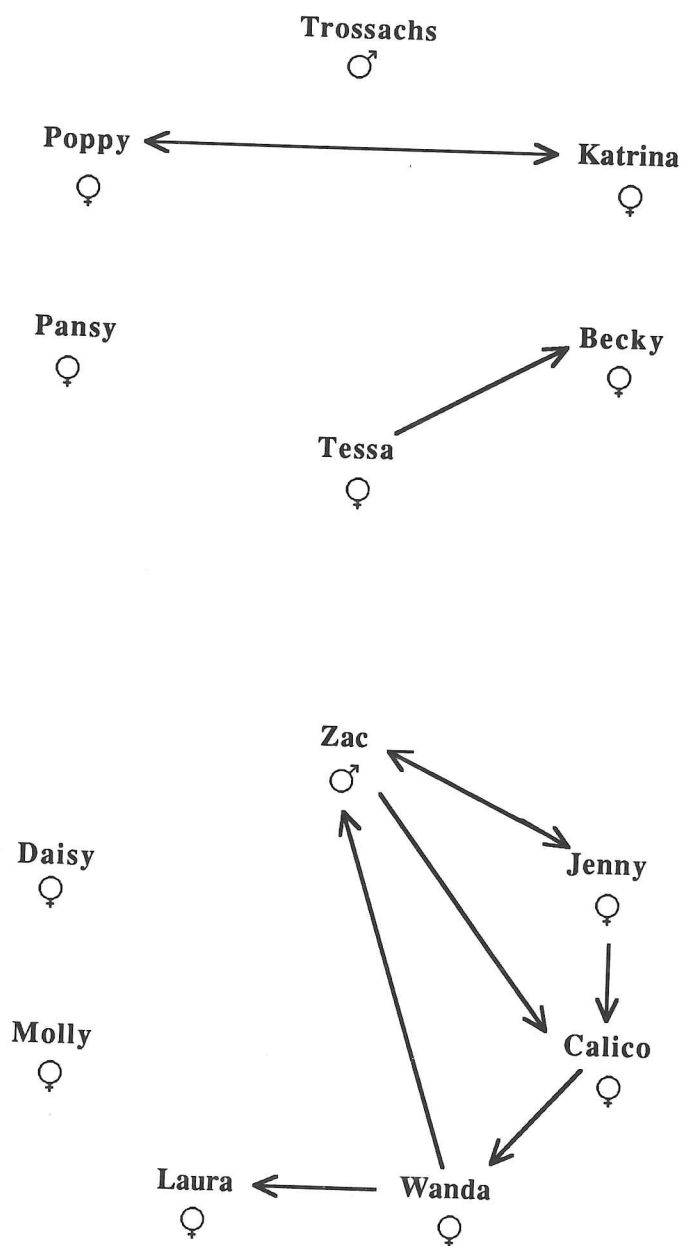 Trossachs
♂
Poppy
♀
Katrina
♀
Pansy
♀
Becky
♀
Tessa
♀
Zac
♂
Daisy
♀
Jenny
♀
Molly
♀
Calico
♀
Laura
♀
Wanda
♀